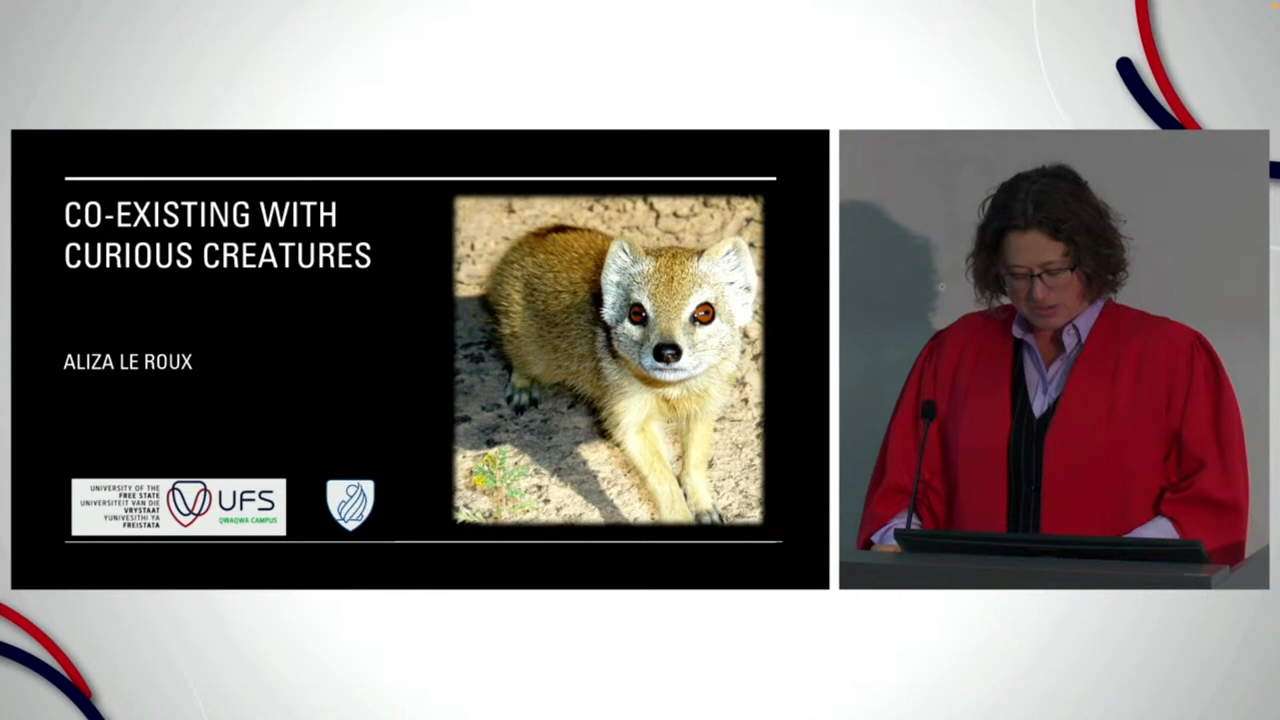 CO-EXISTING WITH
CURIOUS CREATURES
ALIZA LE ROUX
UNIVERSITY OF THE
FREE STATE
UNIVERSITEIT VAN DIE
VRYSTAAT
YUNIVESITHI YA
FREISTATA
UFS
QWAQWA CAMPUS